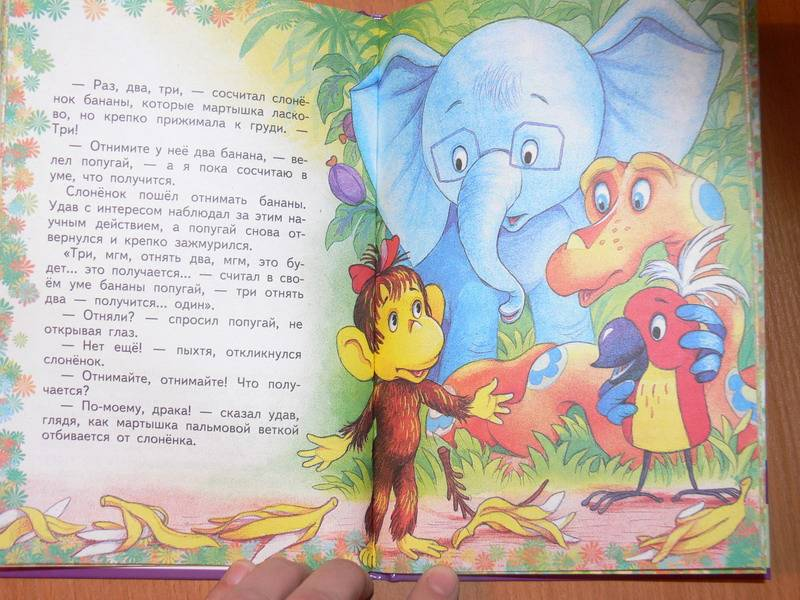 — Раз, два, три, — сосчитал слонё-
нок бананы, которые мартышка ласко-
во, но крепко прижимала к груди. —
Три!
— Отнимите у неё два банана, — ве-
лел попугай, — а я пока сосчитаю в
уме, что получится.
Слонёнок пошёл отнимать бананы.
Удав с интересом наблюдал за этим на-
учным действием, а попугай снова от-
вернулся и крепко зажмурился.
«Три, мгм, отнять два, мгм, это бу-
дет... это получается... — считал в сво-
ём уме бананы попугай, — три отнять
два — получится... один».
— Отняли? — спросил попугай, не
открывая глаз.
— Нет ещё! — пыхтя, откликнулся
слонёнок.
— Отнимайте, отнимайте! Что полу-
чается?
— По-моему, драка! — сказал удав,
глядя, как мартышка пальмовой веткой
отбивается от слонёнка.